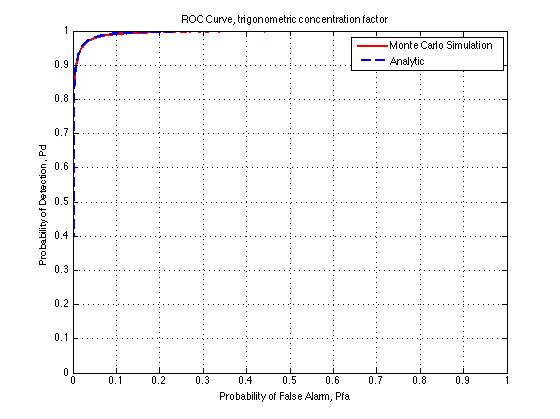 ROC Curve, trigonometric concentration factor
Monte Carlo Simulation
Analytic
Probability of Detection, Pd
1
0.9
0.8
0.7
0.6
0.5
0.4
0.3
0.2
0.1
0
0 0.1 0.2 0.3 0.4 0.5 0.6 0.7 0.8 0.9 1
Probability of False Alarm, Pfa